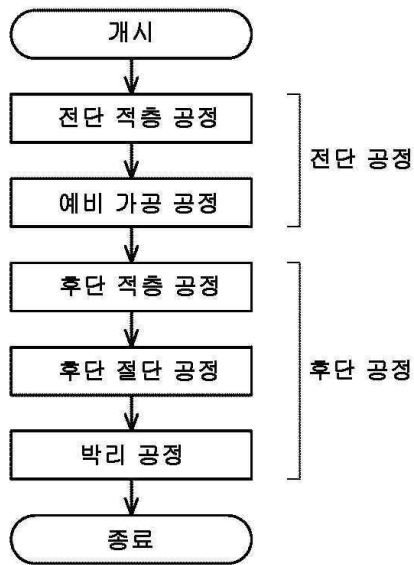 개시
전단 적층 공정
전단 공정
예비 가공 공정
후단 적층 공정
후단 절단 공정
후단 공정
박리 공정
종료